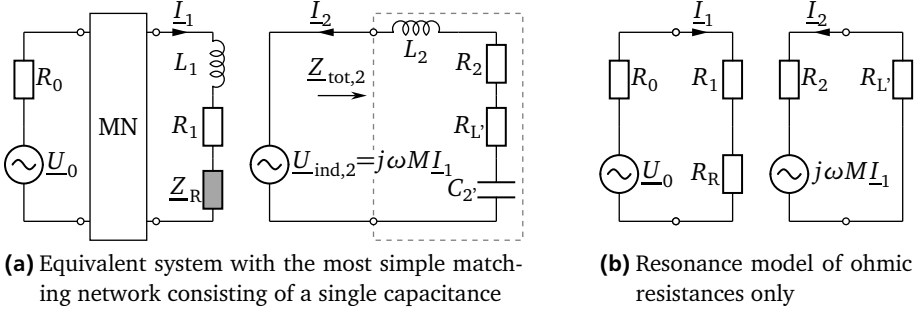 I1
I2
I1
I2
R0
MN
L1
L2
R2
R0
R1
R2
RL'
Ztot,2
R1
RL'
U0
ZR
Uind,2=jωMI1
C2'
U0
RR
jωMI1
(a) Equivalent system with the most simple match-
ing network consisting of a single capacitance
(b) Resonance model of ohmic
resistances only